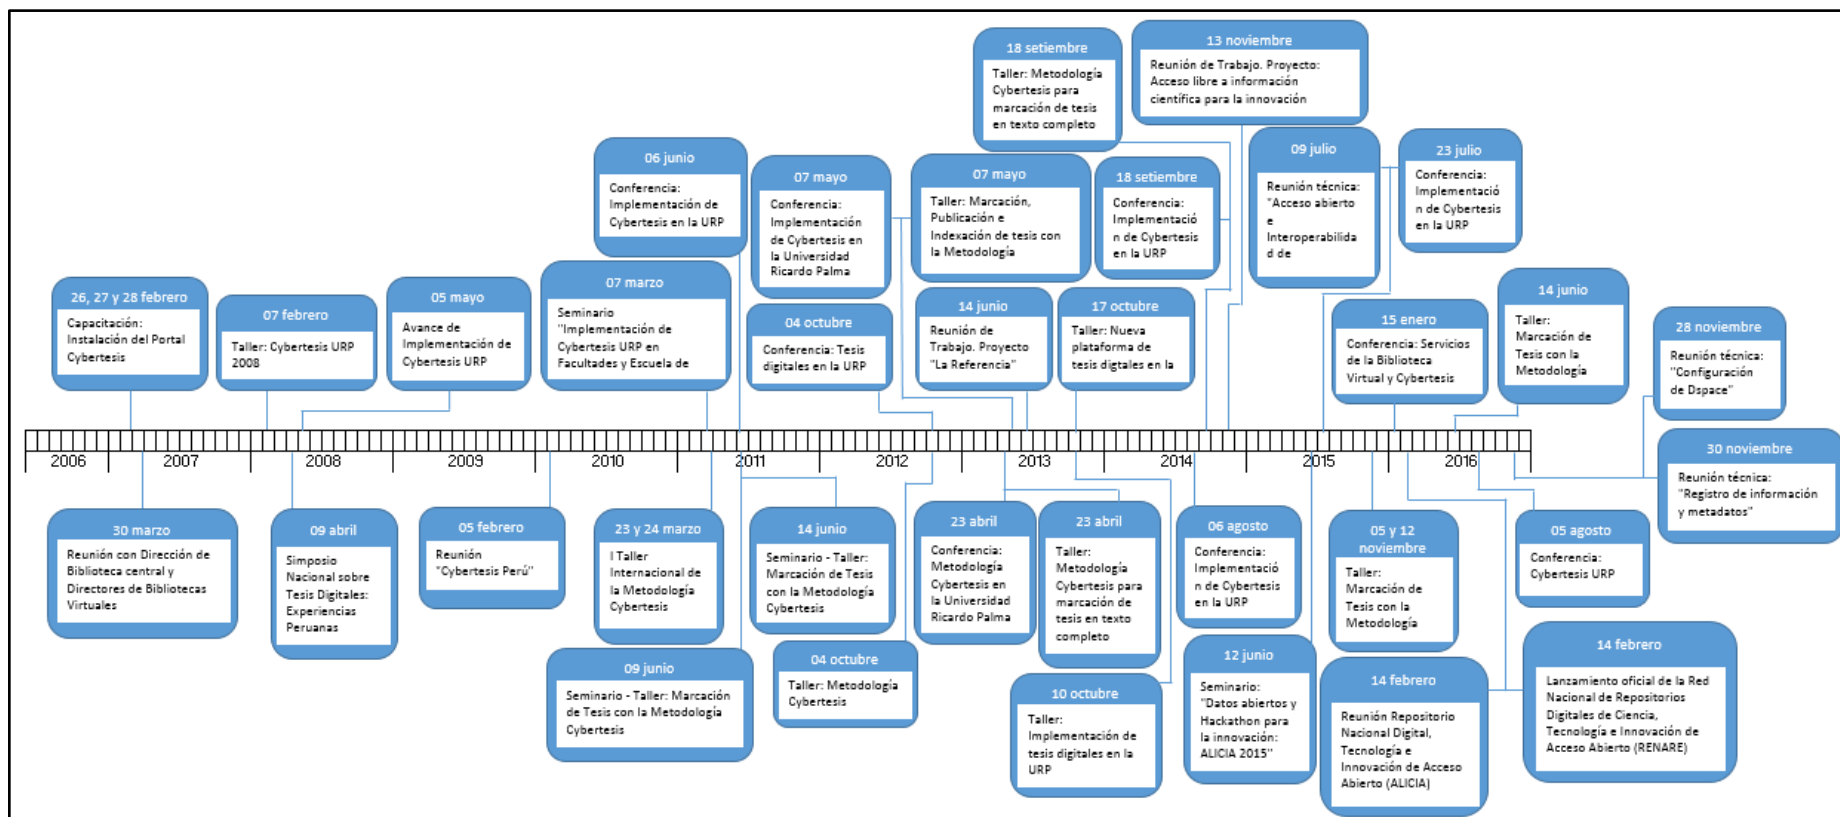 18 setiembre
Taller: Metodología
Cybertesis para
marcación de tesis
en texto completo
13 noviembre
Reunión de Trabajo. Proyecto:
Acceso libre a información
científica para la innovación
06 junio
Conferencia:
Implementación de
Cybertesis en la URP
07 mayo
Conferencia:
Implementación
de Cybertesis en
la Universidad
Ricardo Palma
07 mayo
Taller: Marcación,
Publicación e
Indexación de tesis con
la Metodología
18 setiembre
Conferencia:
Implementació
n de Cybertesis
en la URP
09 julio
Reunión técnica:
"Acceso abierto
e
Interoperabilida
d de
23 julio
Conferencia:
Implementació
n de Cybertesis
en la URP
26, 27 y 28 febrero
Capacitación:
Instalación del Portal
Cybertesis
07 febrero
Taller: Cybertesis URP
2008
05 mayo
Avance de
Implementación de
Cybertesis URP
07 marzo
Seminario
"Implementación de
Cybertesis URP en
Facultades y Escuela de
04 octubre
Conferencia: Tesis
digitales en la URP
14 junio
Reunión de
Trabajo. Proyecto
"La Referencia"
17 octubre
Taller: Nueva
plataforma de
tesis digtales en la
15 enero
Conferencia: Servicios
de la Biblioteca
Virtual y Cybertesis
14 junio
Taller:
Marcación de
Tesis con la
Metodología
28 noviembre
Reunión técnica:
"Configuración
de Dspace"
2006 2007 2008 2009 2010 2011 2012 2013 2014 2015 2016
30 marzo
Reunión con Dirección de
Biblioteca central y
Directores de Bibliotecas
Virtuales
09 abril
Simposio
Nacional sobre
Tesis Digitales:
Experiencias
Peruanas
05 febrero
Reunión
"Cybertesis Perú"
23 y 24 marzo
I Taller
Internacional de
la Metodología
Cybertesis
14 junio
Seminario - Taller:
Marcación de Tesis
con la Metodología
Cybertesis
23 abril
Conferencia:
Metodología
Cybertesis en
la Universidad
Ricardo Palma
23 abril
Taller:
Metodología
Cybertesis para
marcación de
tesis en texto
completo
06 agosto
Conferencia:
Implementació
n de Cybertesis
en la URP
05 y 12
noviembre
Taller:
Marcación de
Tesis con la
Metodología
05 agosto
Conferencia:
Cybertesis URP
30 noviembre
Reunión técnica:
"Registro de información
y metadatos"
09 junio
Seminario - Taller: Marcación
de Tesis con la Metodología
Cybertesis
04 octubre
Taller: Metodología
Cybertesis
10 octubre
Taller:
Implementación de
tesis digitales en la
URP
12 junio
Seminario:
"Datos abiertos y
Hackathon para
la innovación:
ALICIA 2015"
14 febrero
Reunión Repositorio
Nacional Digital,
Tecnología e
Innovación de Acceso
Abierto (ALICIA)
14 febrero
Lanzamiento oficial de la Red
Nacional de Repositorios
Digitales de Ciencia,
Tecnología e Innovación de
Acceso Abierto (RENARE)